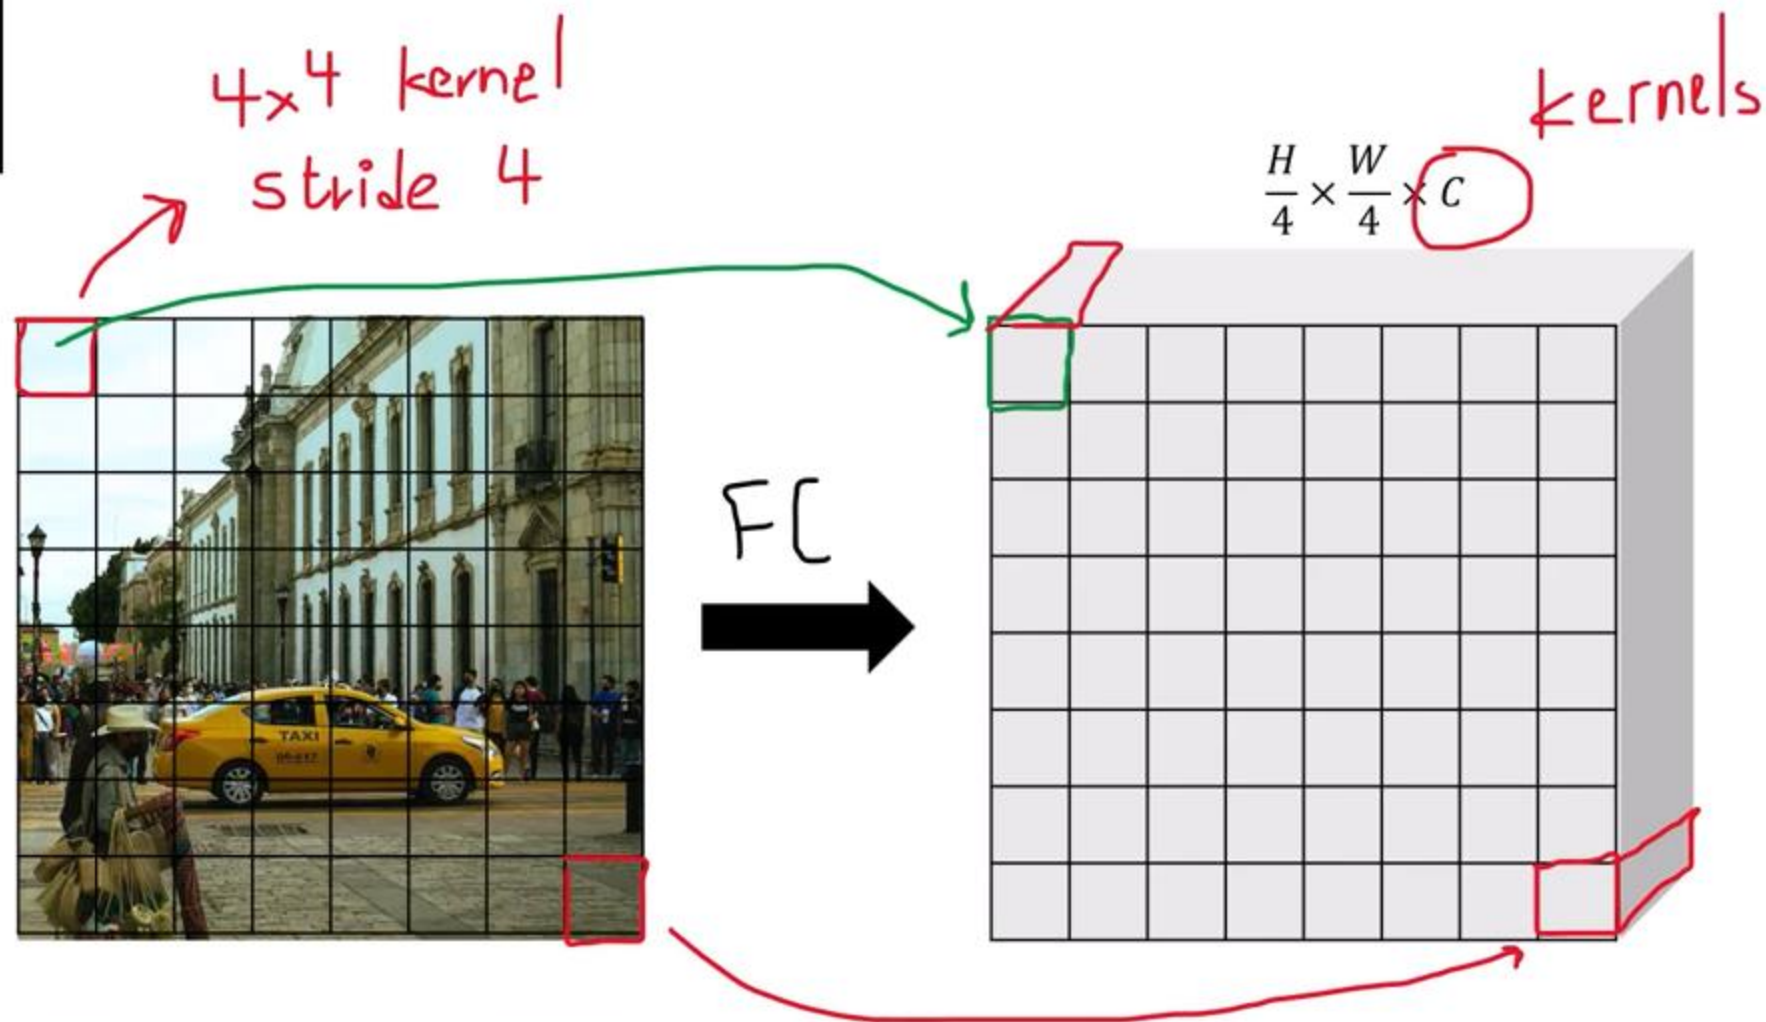 4x4 kernel
stride 4
kernels
H/4 × W/4 × C
FC
TAXI